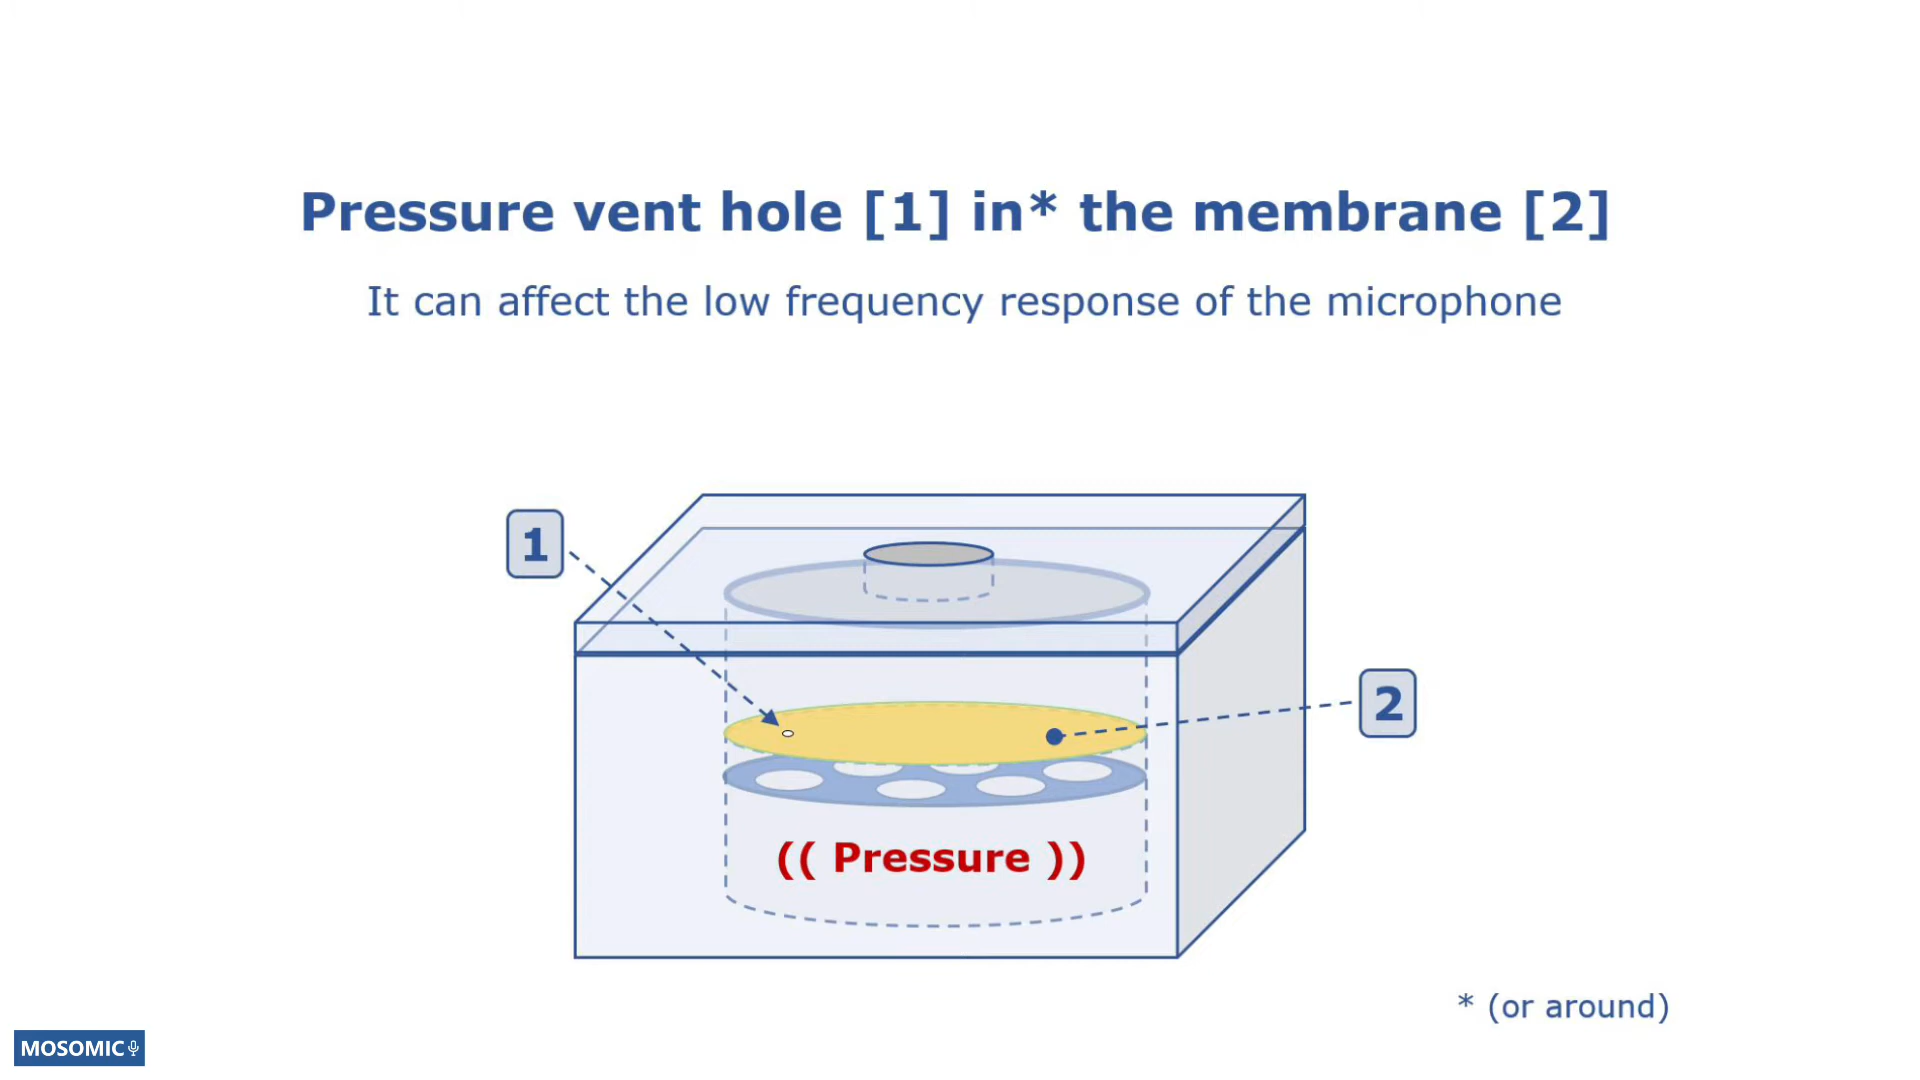 Pressure vent hole [1] in* the membrane [2]
It can affect the low frequency response of the microphone
1
2
(( Pressure ))
* (or around)
MOSOMIC